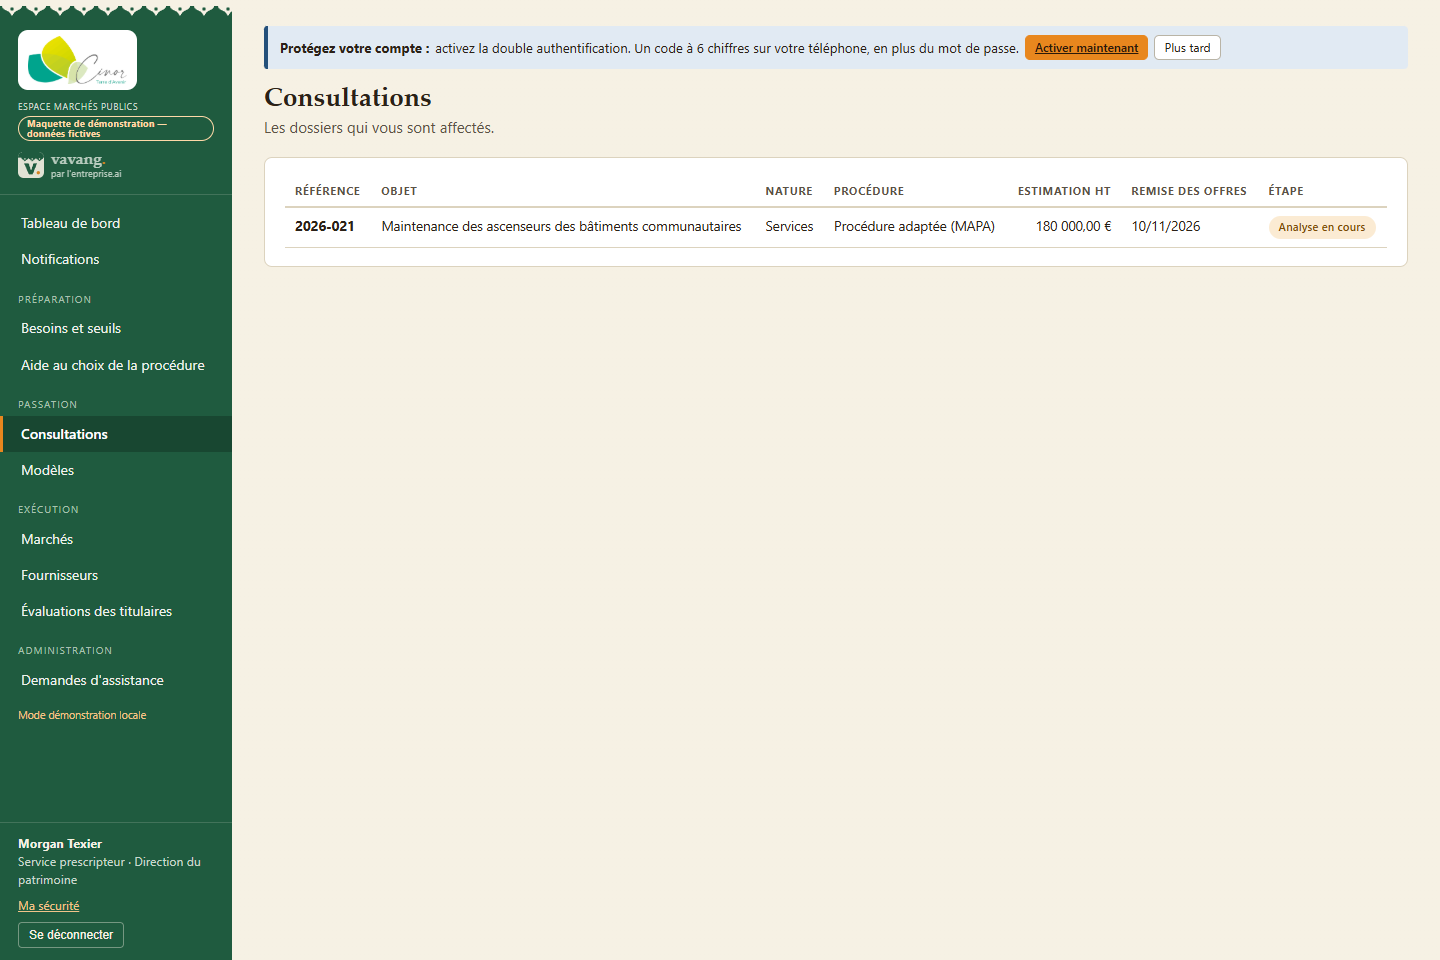 Cinor
ESPACE MARCHÉS PUBLICS
Maquette de démonstration —
données fictives
vavang.
par l'entreprise.ai
Tableau de bord
Notifications
PRÉPARATION
Besoins et seuils
Aide au choix de la procédure
PASSATION
Consultations
Modèles
EXÉCUTION
Marchés
Fournisseurs
Évaluations des titulaires
ADMINISTRATION
Demandes d'assistance
Mode démonstration locale
Morgan Texier
Service prescripteur · Direction du
patrimoine
Ma sécurité
Se déconnecter
Protégez votre compte : activez la double authentification. Un code à 6 chiffres sur votre téléphone, en plus du mot de passe. Activer maintenant Plus tard
Consultations
Les dossiers qui vous sont affectés.
RÉFÉRENCE OBJET NATURE PROCÉDURE ESTIMATION HT REMISE DES OFFRES ÉTAPE
2026-021 Maintenance des ascenseurs des bâtiments communautaires Services Procédure adaptée (MAPA) 180 000,00 € 10/11/2026 Analyse en cours